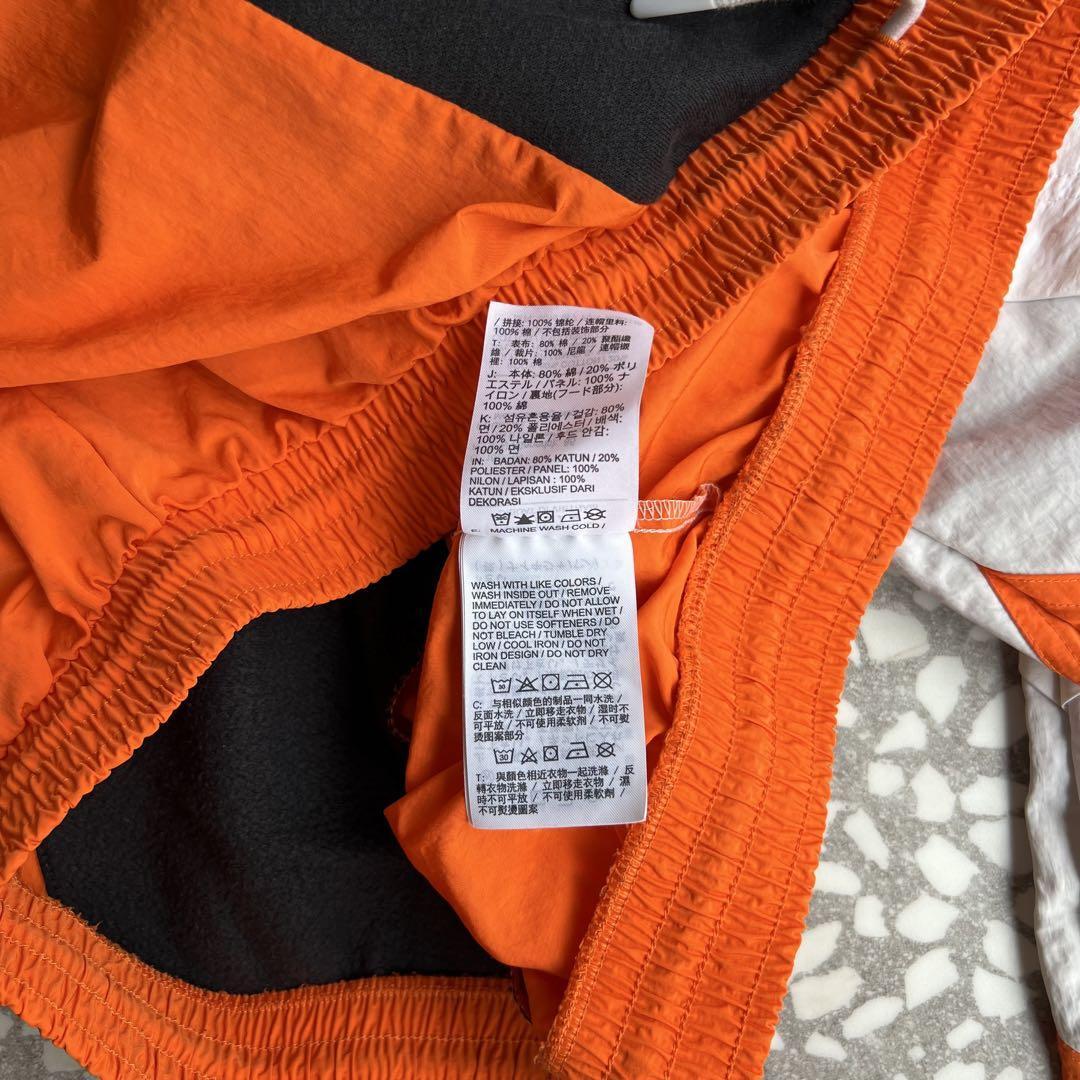 / 拼接: 100% 锦纶 / 连帽里料:
100% 棉 / 不包括装饰部分
T: 表布: 80% 棉 / 20% 聚酯纖
維 / 裁片: 100% 尼龍 / 連帽襯
裡: 100% 棉
J: 本体: 80% 綿 / 20% ポリ
エステル / パネル: 100% ナ
イロン / 裏地(フード部分):
100% 綿
K: 섬유혼용율 / 겉감: 80%
면 / 20% 폴리에스터 / 배색:
100% 나일론 / 후드 안감:
100% 면
IN: BADAN: 80% KATUN / 20%
POLIESTER / PANEL: 100%
NILON / LAPISAN : 100%
KATUN / EKSKLUSIF DARI
DEKORASI
E: MACHINE WASH COLD /
WASH WITH LIKE COLORS /
WASH INSIDE OUT / REMOVE
IMMEDIATELY / DO NOT ALLOW
TO LAY ON ITSELF WHEN WET /
DO NOT USE SOFTENERS / DO
NOT BLEACH / TUMBLE DRY
LOW / COOL IRON / DO NOT
IRON DESIGN / DO NOT DRY
CLEAN
30
C: 与相似颜色的制品一同水洗 /
反面水洗 / 立即移走衣物 / 湿时不
可平放 / 不可使用柔软剂 / 不可熨
烫图案部分
30
T: 與顏色相近衣物一起洗滌 / 反
轉衣物洗滌 / 立即移走衣物 / 濕
時不可平放 / 不可使用柔軟劑 /
不可熨燙圖案